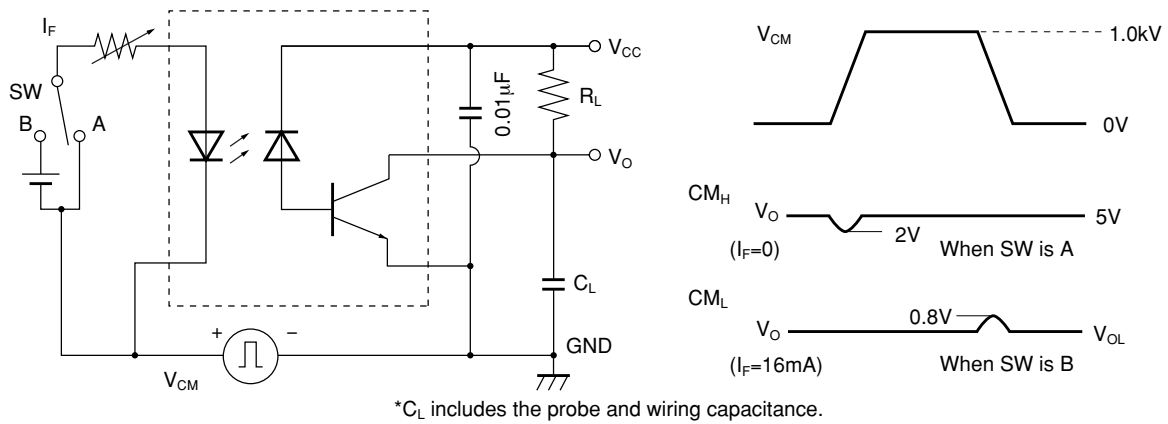 I_F
SW
B
A
0.01µF
V_CC
R_L
V_O
C_L
GND
+
−
V_CM
V_CM
1.0kV
0V
CM_H
V_O
5V
2V
(I_F=0)
When SW is A
CM_L
V_O
0.8V
V_OL
(I_F=16mA)
When SW is B
*C_L includes the probe and wiring capacitance.